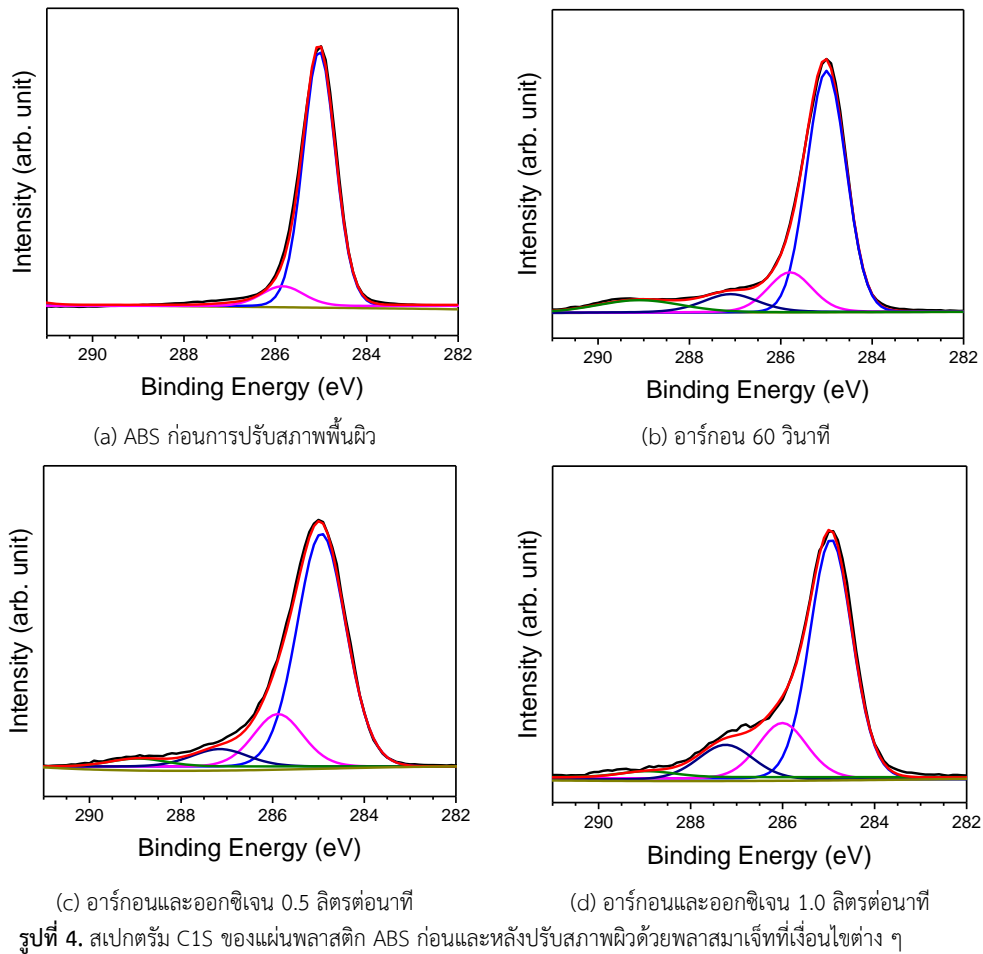 Intensity (arb. unit)
290 288 286 284 282
Binding Energy (eV)
(a) ABS ก่อนการปรับสภาพพื้นผิว
Intensity (arb. unit)
290 288 286 284 282
Binding Energy (eV)
(b) อาร์กอน 60 วินาที
Intensity (arb. unit)
290 288 286 284 282
Binding Energy (eV)
(c) อาร์กอนและออกซิเจน 0.5 ลิตรต่อนาที
Intensity (arb. unit)
290 288 286 284 282
Binding Energy (eV)
(d) อาร์กอนและออกซิเจน 1.0 ลิตรต่อนาที
รูปที่ 4. สเปกตรัม C1S ของแผ่นพลาสติก ABS ก่อนและหลังปรับสภาพผิวด้วยพลาสมาเจ็ทที่เงื่อนไขต่าง ๆ